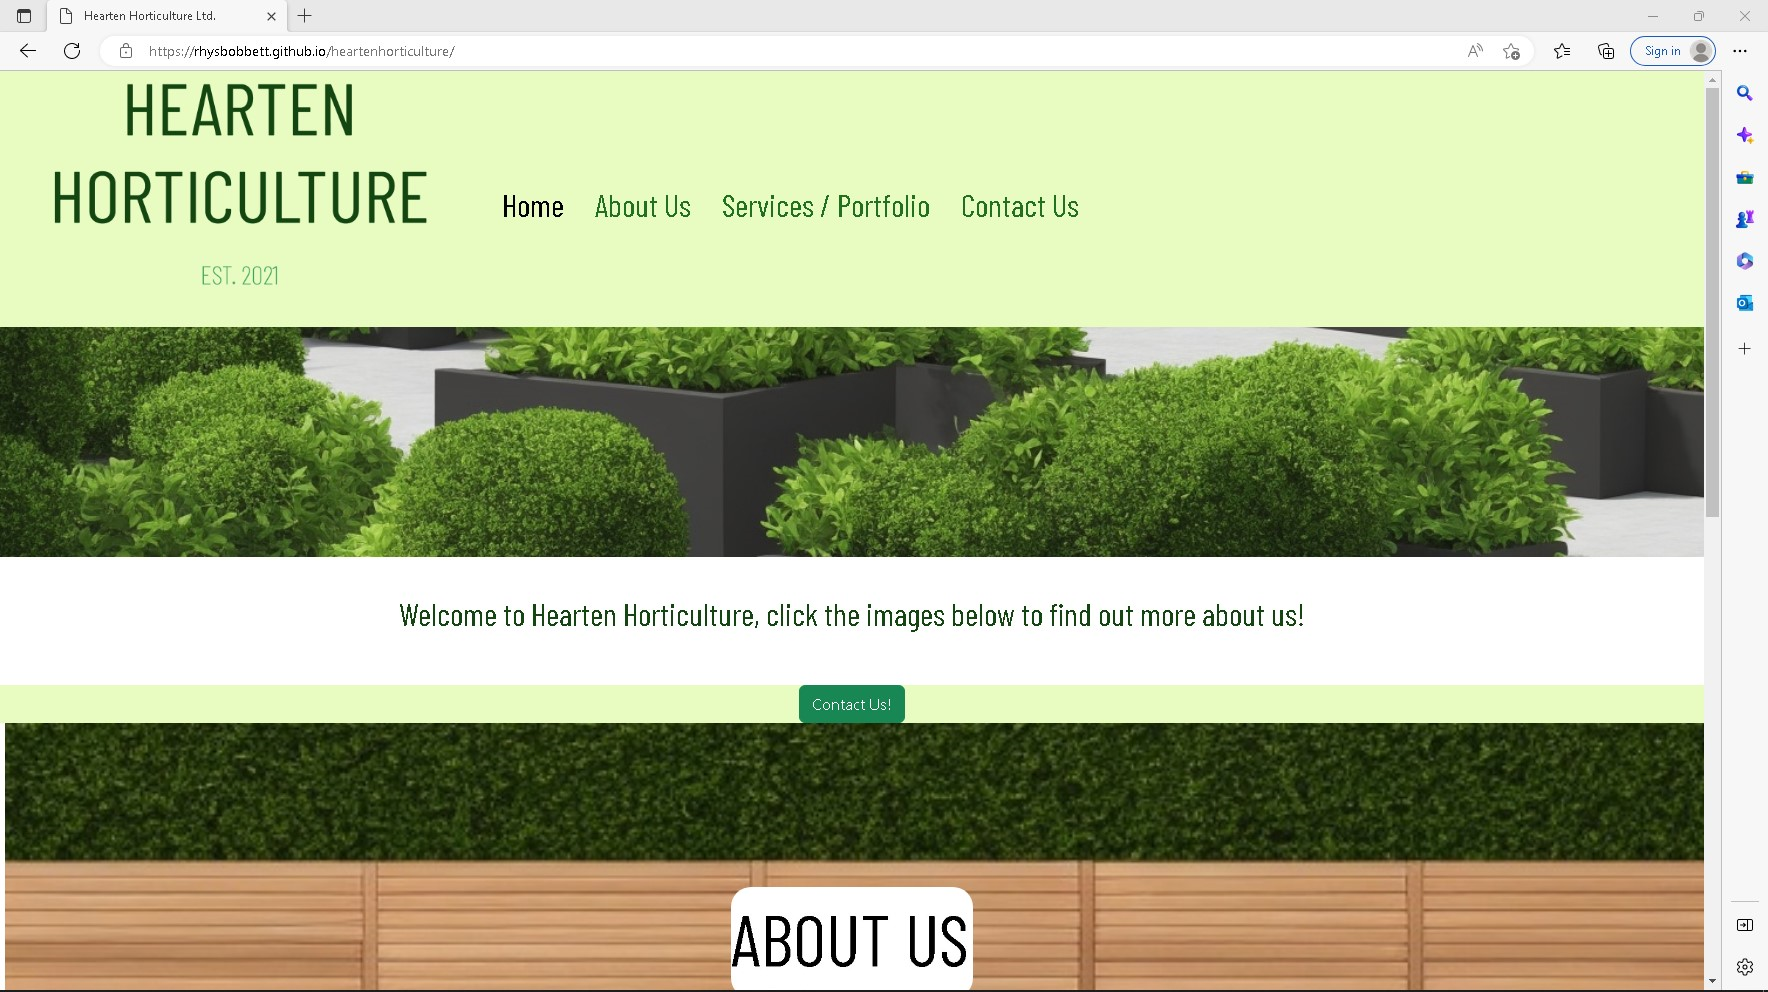 Hearten Horticulture Ltd.
https://rhysbobbett.github.io/heartenhorticulture/
Sign in
HEARTEN
HORTICULTURE
EST. 2021
Home About Us Services / Portfolio Contact Us
Welcome to Hearten Horticulture, click the images below to find out more about us!
Contact Us!
ABOUT US